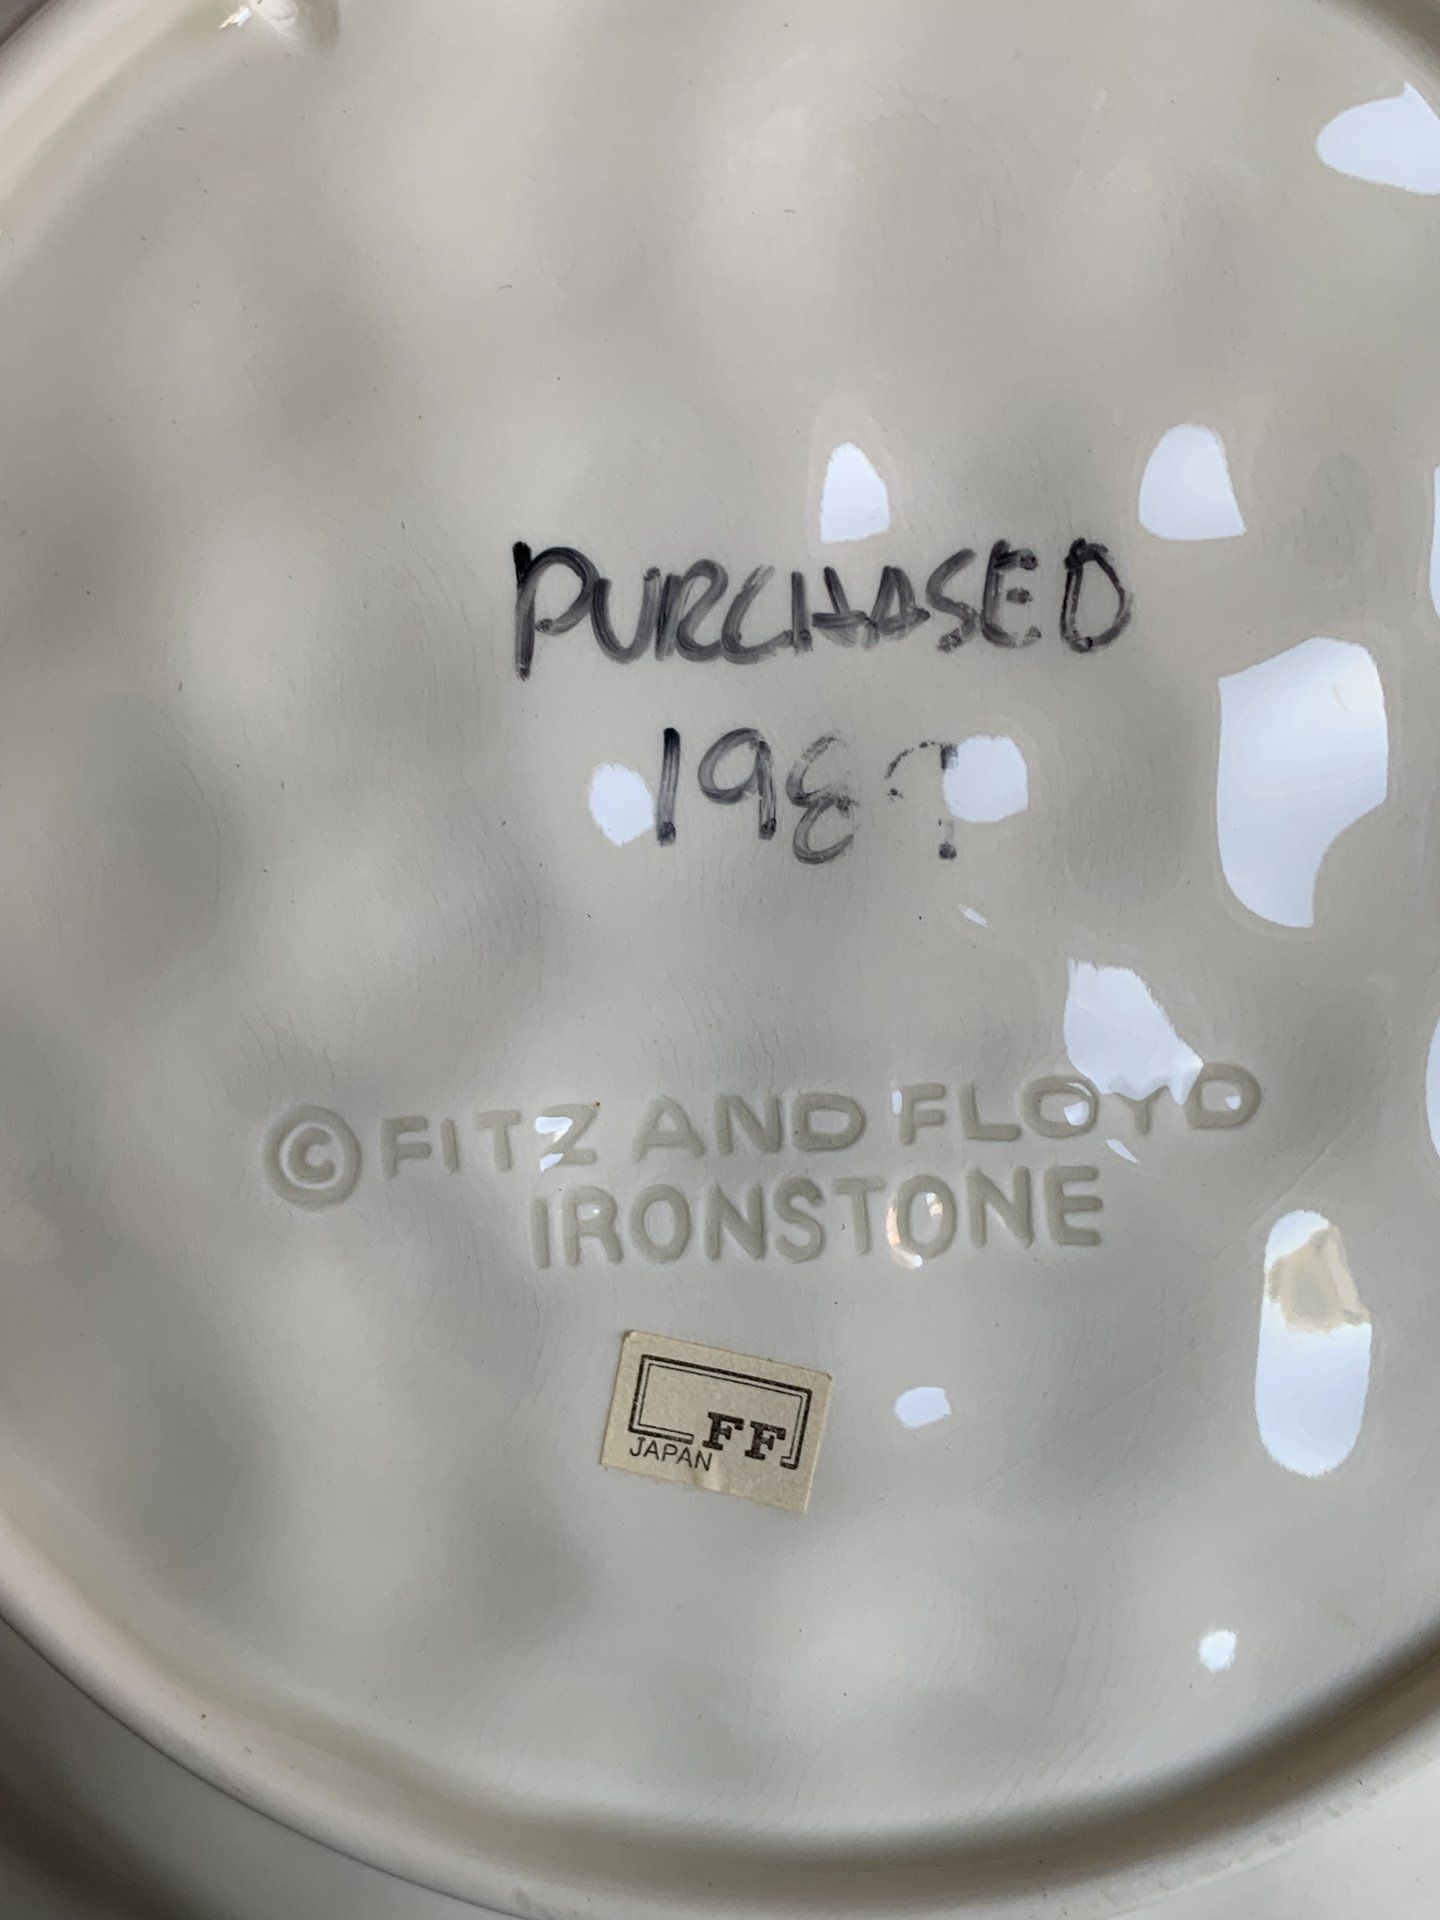 PURCHASED
198?
©FITZ AND FLOYD
IRONSTONE
FF
JAPAN